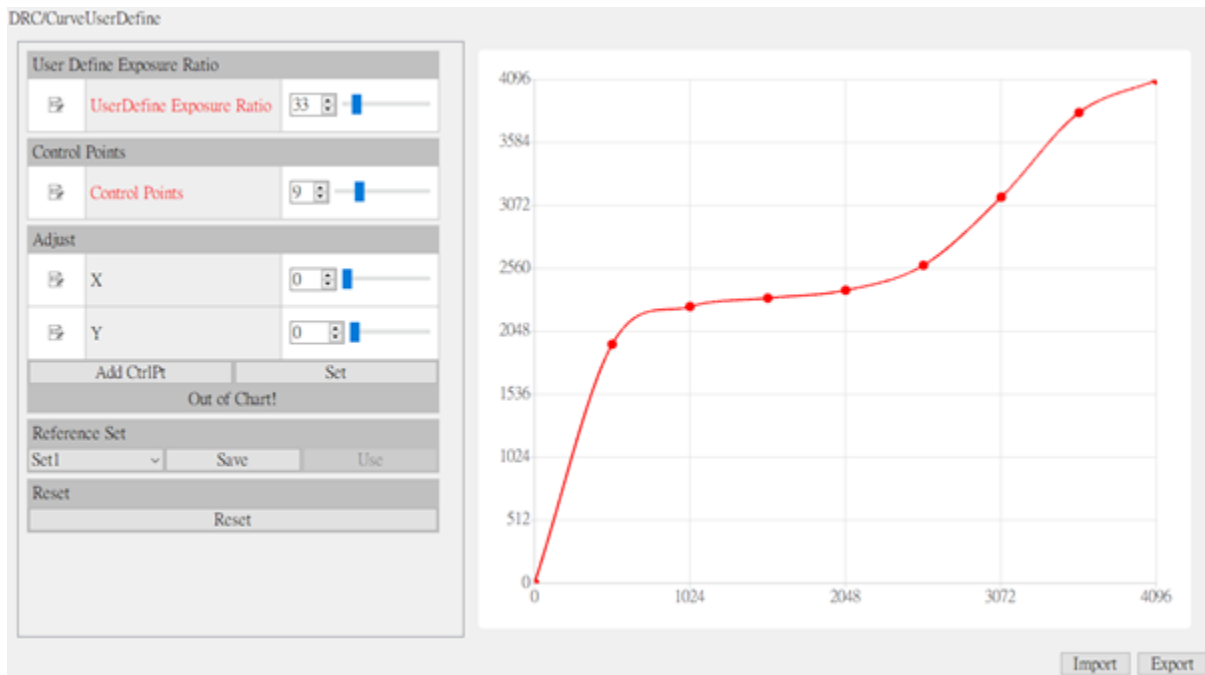 DRC/CurveUserDefine
User Define Exposure Ratio
UserDefine Exposure Ratio 33
Control Points
Control Points 9
Adjust
X 0
Y 0
Add CtrlPt Set
Out of Chart!
Reference Set
Set1 Save Use
Reset
Reset
4096
3584
3072
2560
2048
1536
1024
512
0
0 1024 2048 3072 4096
Import Export